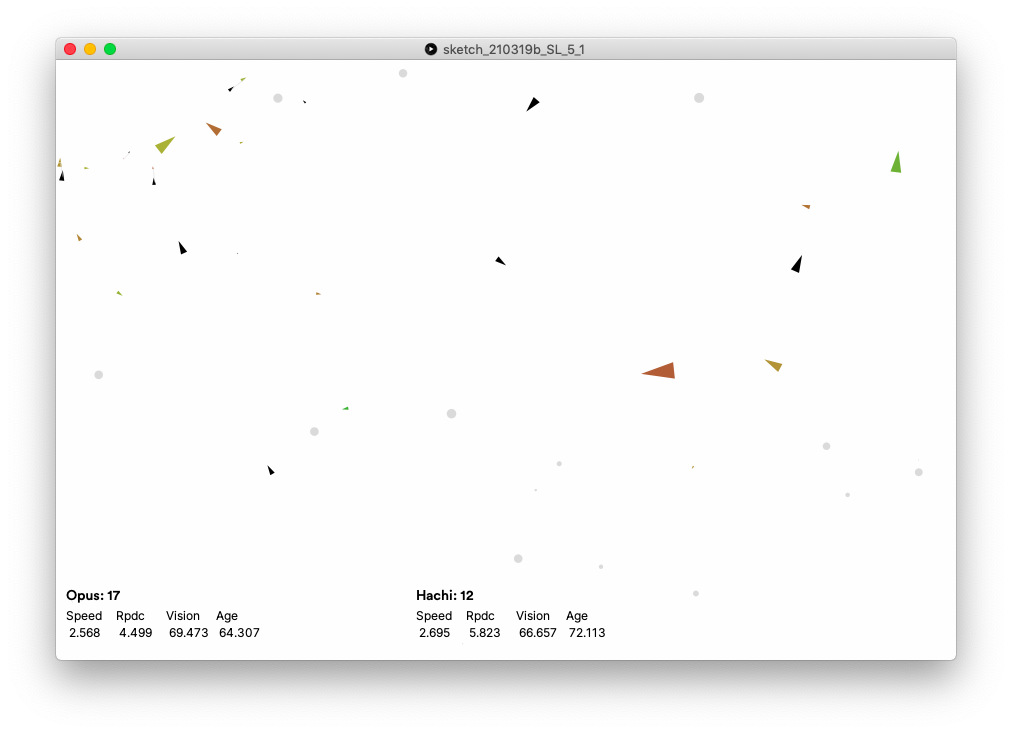 sketch_210319b_SL_5_1
Opus: 17
Speed Rpdc Vision Age
2.568 4.499 69.473 64.307
Hachi: 12
Speed Rpdc Vision Age
2.695 5.823 66.657 72.113